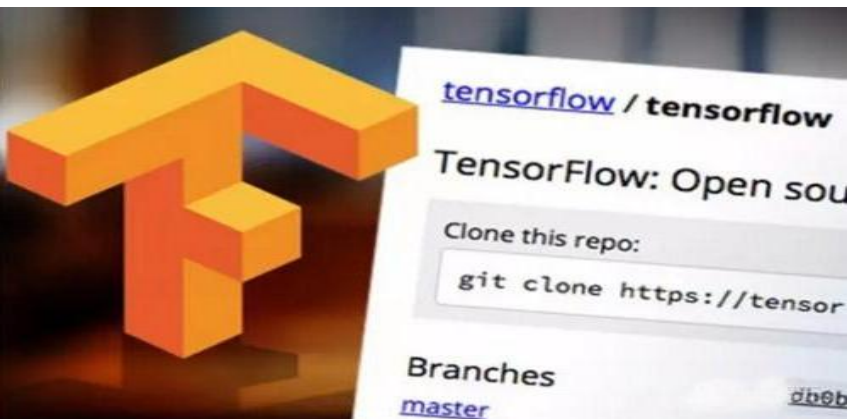 tensorflow / tensorflow
TensorFlow: Open sou
Clone this repo:
git clone https://tensor
Branches
master
db0b